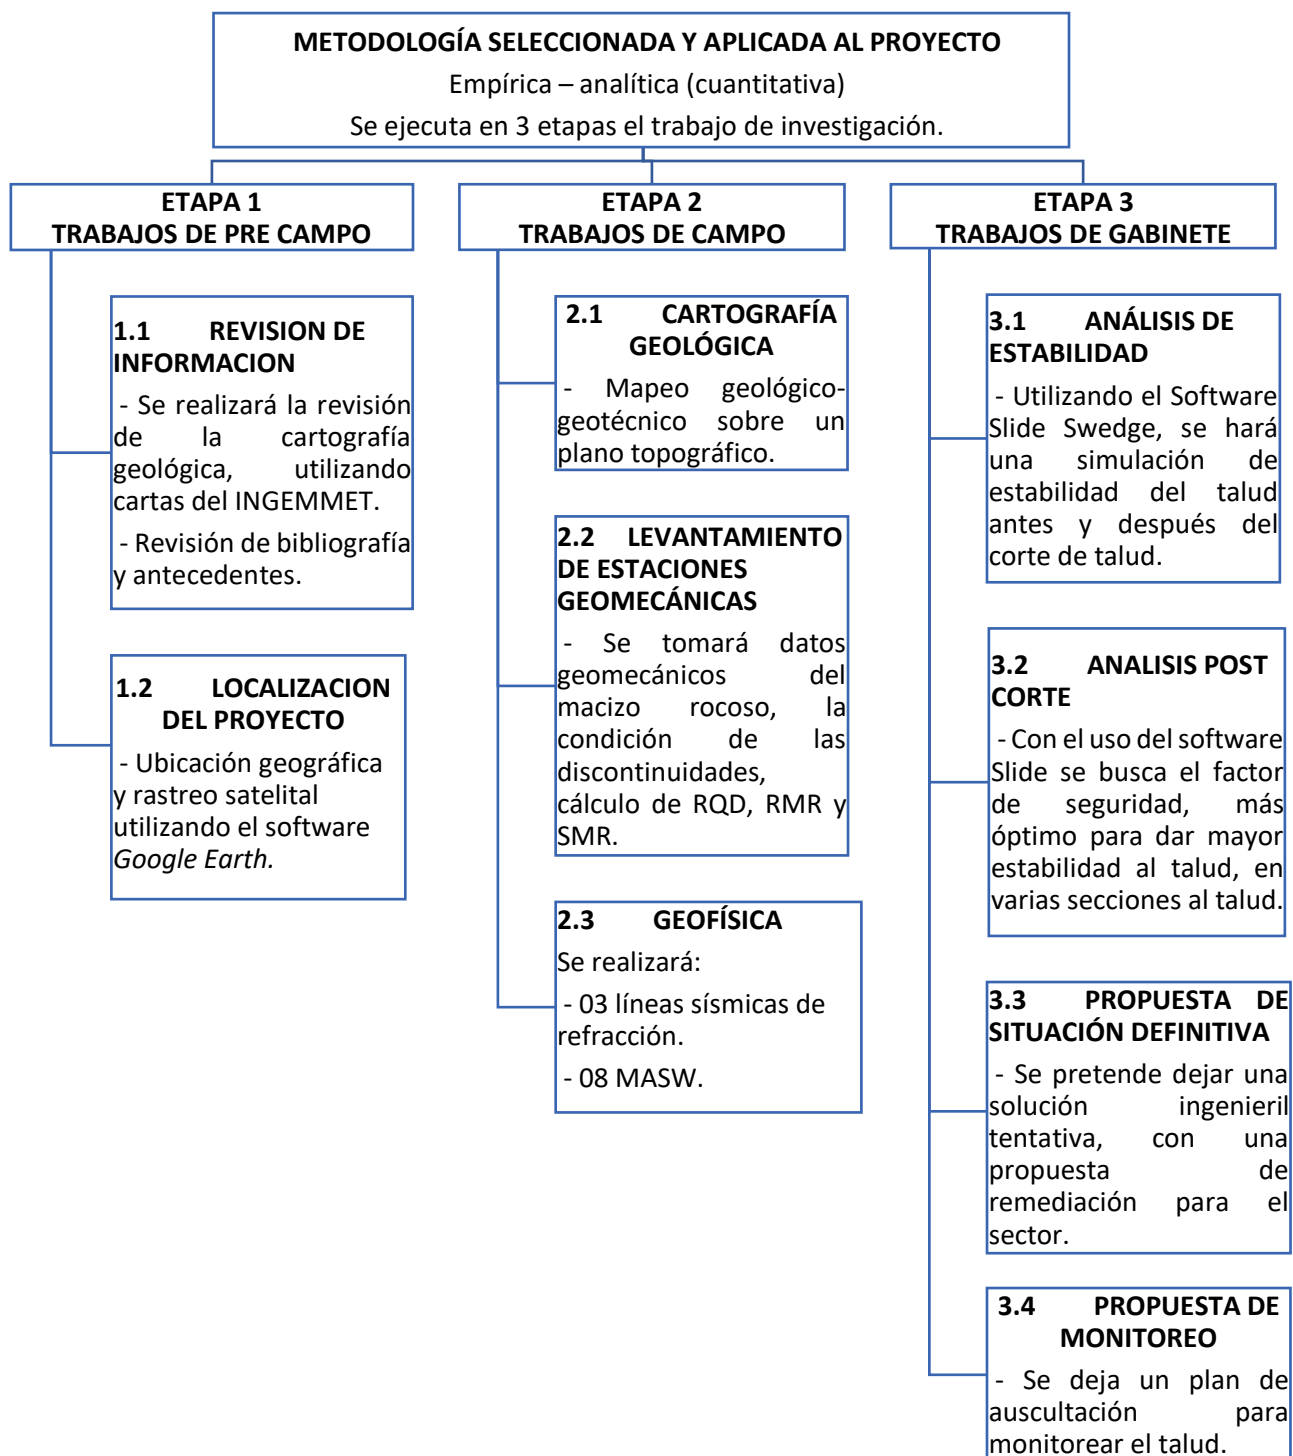 METODOLOGÍA SELECCIONADA Y APLICADA AL PROYECTO
Empírica – analítica (cuantitativa)
Se ejecuta en 3 etapas el trabajo de investigación.
ETAPA 1
TRABAJOS DE PRE CAMPO
1.1 REVISION DE
INFORMACION
- Se realizará la revisión
de la cartografía
geológica, utilizando
cartas del INGEMMET.
- Revisión de bibliografía
y antecedentes.
1.2 LOCALIZACION
DEL PROYECTO
- Ubicación geográfica
y rastreo satelital
utilizando el software
Google Earth.
ETAPA 2
TRABAJOS DE CAMPO
2.1 CARTOGRAFÍA
GEOLÓGICA
- Mapeo geológico-
geotécnico sobre un
plano topográfico.
2.2 LEVANTAMIENTO
DE ESTACIONES
GEOMECÁNICAS
- Se tomará datos
geomecánicos del
macizo rocoso, la
condición de las
discontinuidades,
cálculo de RQD, RMR y
SMR.
2.3 GEOFÍSICA
Se realizará:
- 03 líneas sísmicas de
refracción.
- 08 MASW.
ETAPA 3
TRABAJOS DE GABINETE
3.1 ANÁLISIS DE
ESTABILIDAD
- Utilizando el Software
Slide Swedge, se hará
una simulación de
estabilidad del talud
antes y después del
corte de talud.
3.2 ANALISIS POST
CORTE
- Con el uso del software
Slide se busca el factor
de seguridad, más
óptimo para dar mayor
estabilidad al talud, en
varias secciones al talud.
3.3 PROPUESTA DE
SITUACIÓN DEFINITIVA
- Se pretende dejar una
solución ingenieril
tentativa, con una
propuesta de
remediación para el
sector.
3.4 PROPUESTA DE
MONITOREO
- Se deja un plan de
auscultación para
monitorear el talud.